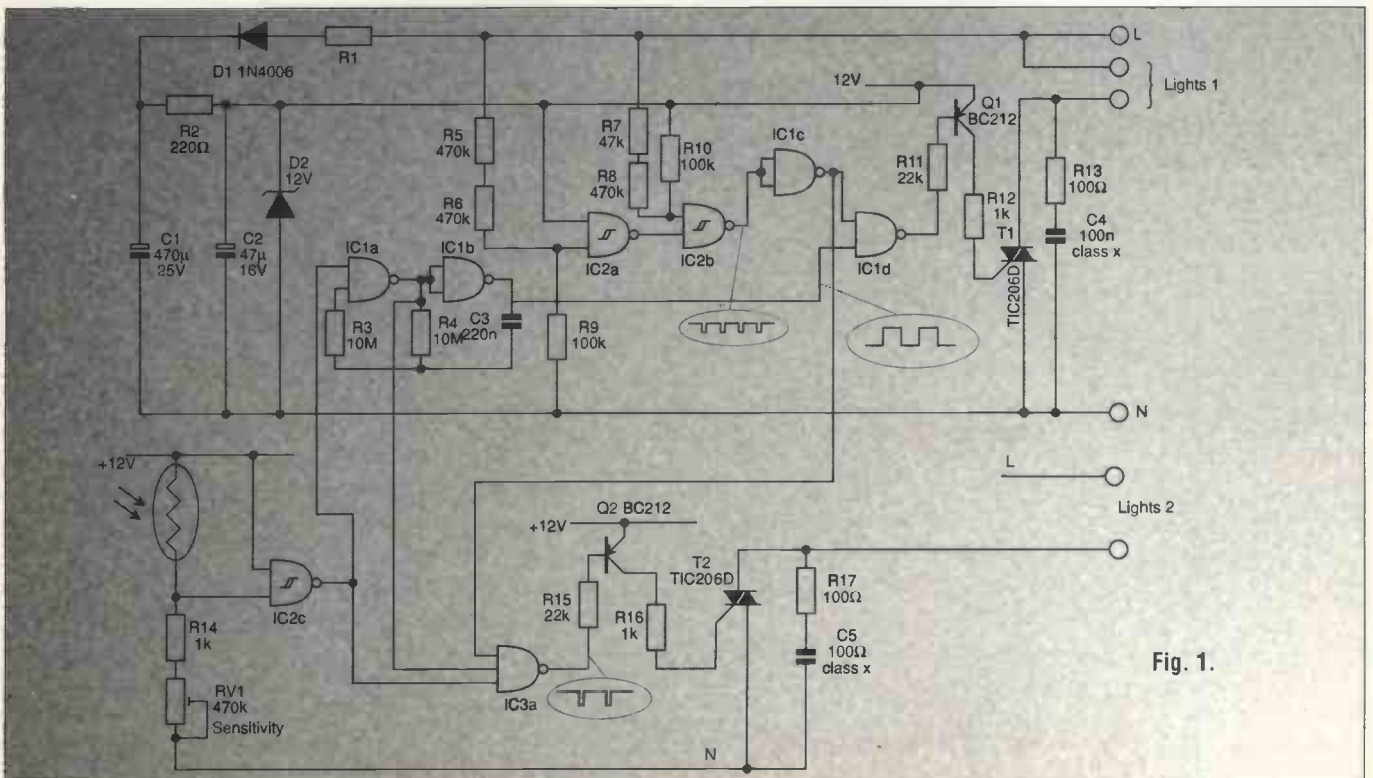 L
D1 1N4006
R1
Lights 1
12V
Q1
BC212
R2
220Ω
R5
470k
R7
47k
R10
100k
IC1c
D2
12V
R8
470k
R11
22k
R13
100Ω
R6
470k
R12
1k
C1
470μ
25V
C2
47μ
16V
IC1a
IC1b
IC2a
IC2b
IC1d
T1
TIC206D
C4
100n
class x
R3
10M
R4
10M
C3
220n
R9
100k
N
+12V
L
Lights 2
Q2 BC212
+12V
T2
TIC206D
IC2c
R14
1k
R15
22k
R16
1k
R17
100Ω
C5
100Ω
class x
Fig. 1.
RV1
470k
Sensitivity
IC3a
N